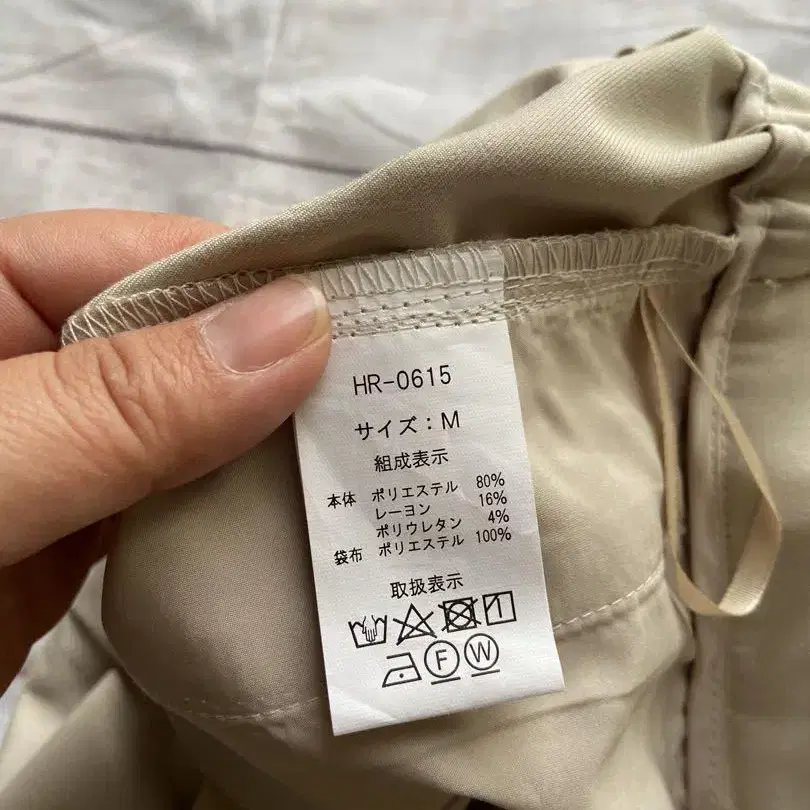 HR-0615
サイズ：M
組成表示
本体 ポリエステル 80%
レーヨン 16%
ポリウレタン 4%
袋布 ポリエステル 100%
取扱表示
F W